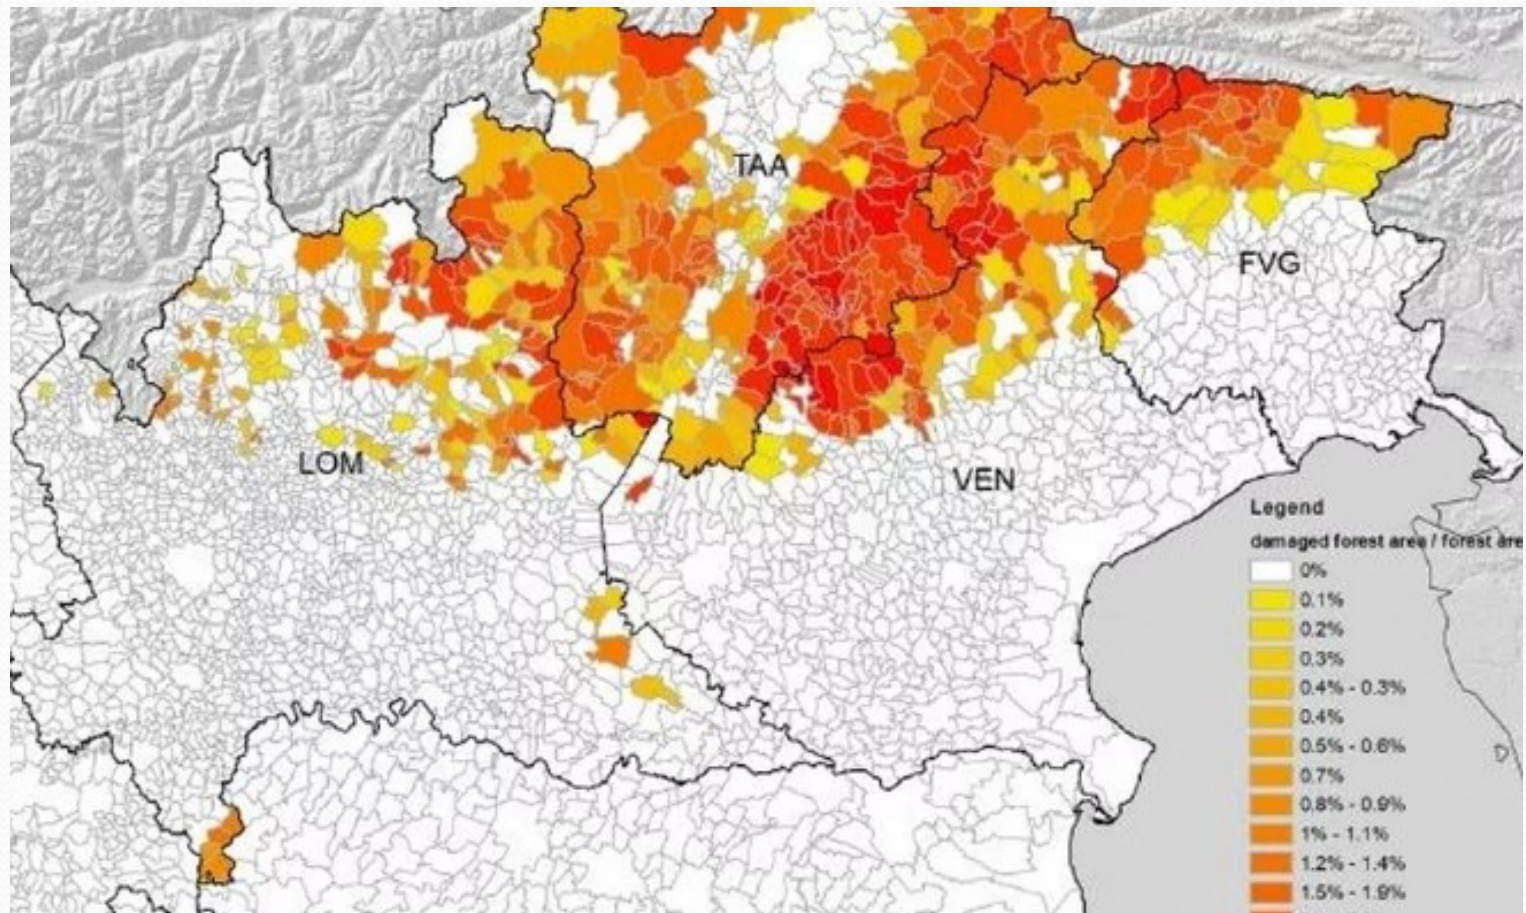 TAA
FVG
LOM
VEN
Legend
damaged forest area / forest are
0%
0.1%
0.2%
0.3%
0.4% - 0.3%
0.4%
0.5% - 0.6%
0.7%
0.8% - 0.9%
1% - 1.1%
1.2% - 1.4%
1.5% - 1.9%